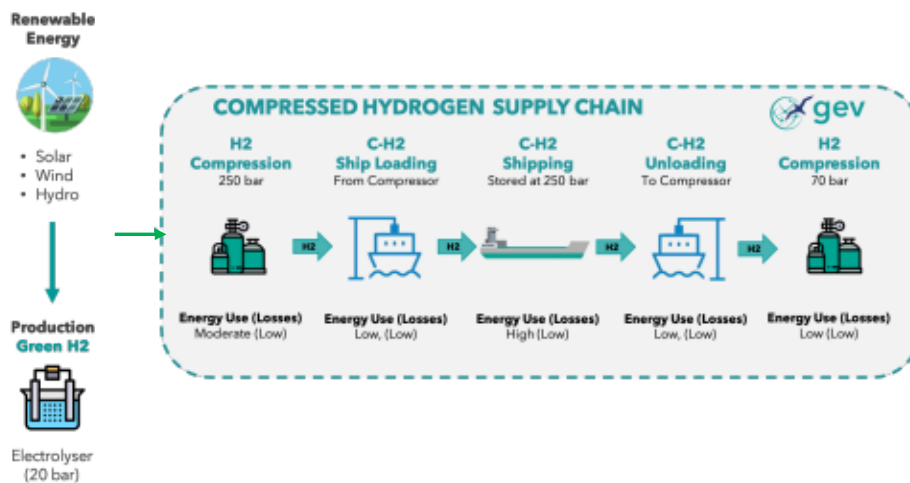 Renewable
Energy
• Solar
• Wind
• Hydro
Production
Green H2
Electrolyser
(20 bar)
COMPRESSED HYDROGEN SUPPLY CHAIN
gev
H2
Compression
250 bar
C-H2
Ship Loading
From Compressor
C-H2
Shipping
Stored at 250 bar
C-H2
Unloading
To Compressor
H2
Compression
70 bar
H2
H2
H2
H2
Energy Use (Losses)
Moderate (Low)
Energy Use (Losses)
Low, (Low)
Energy Use (Losses)
High (Low)
Energy Use (Losses)
Low, (Low)
Energy Use (Losses)
Low (Low)